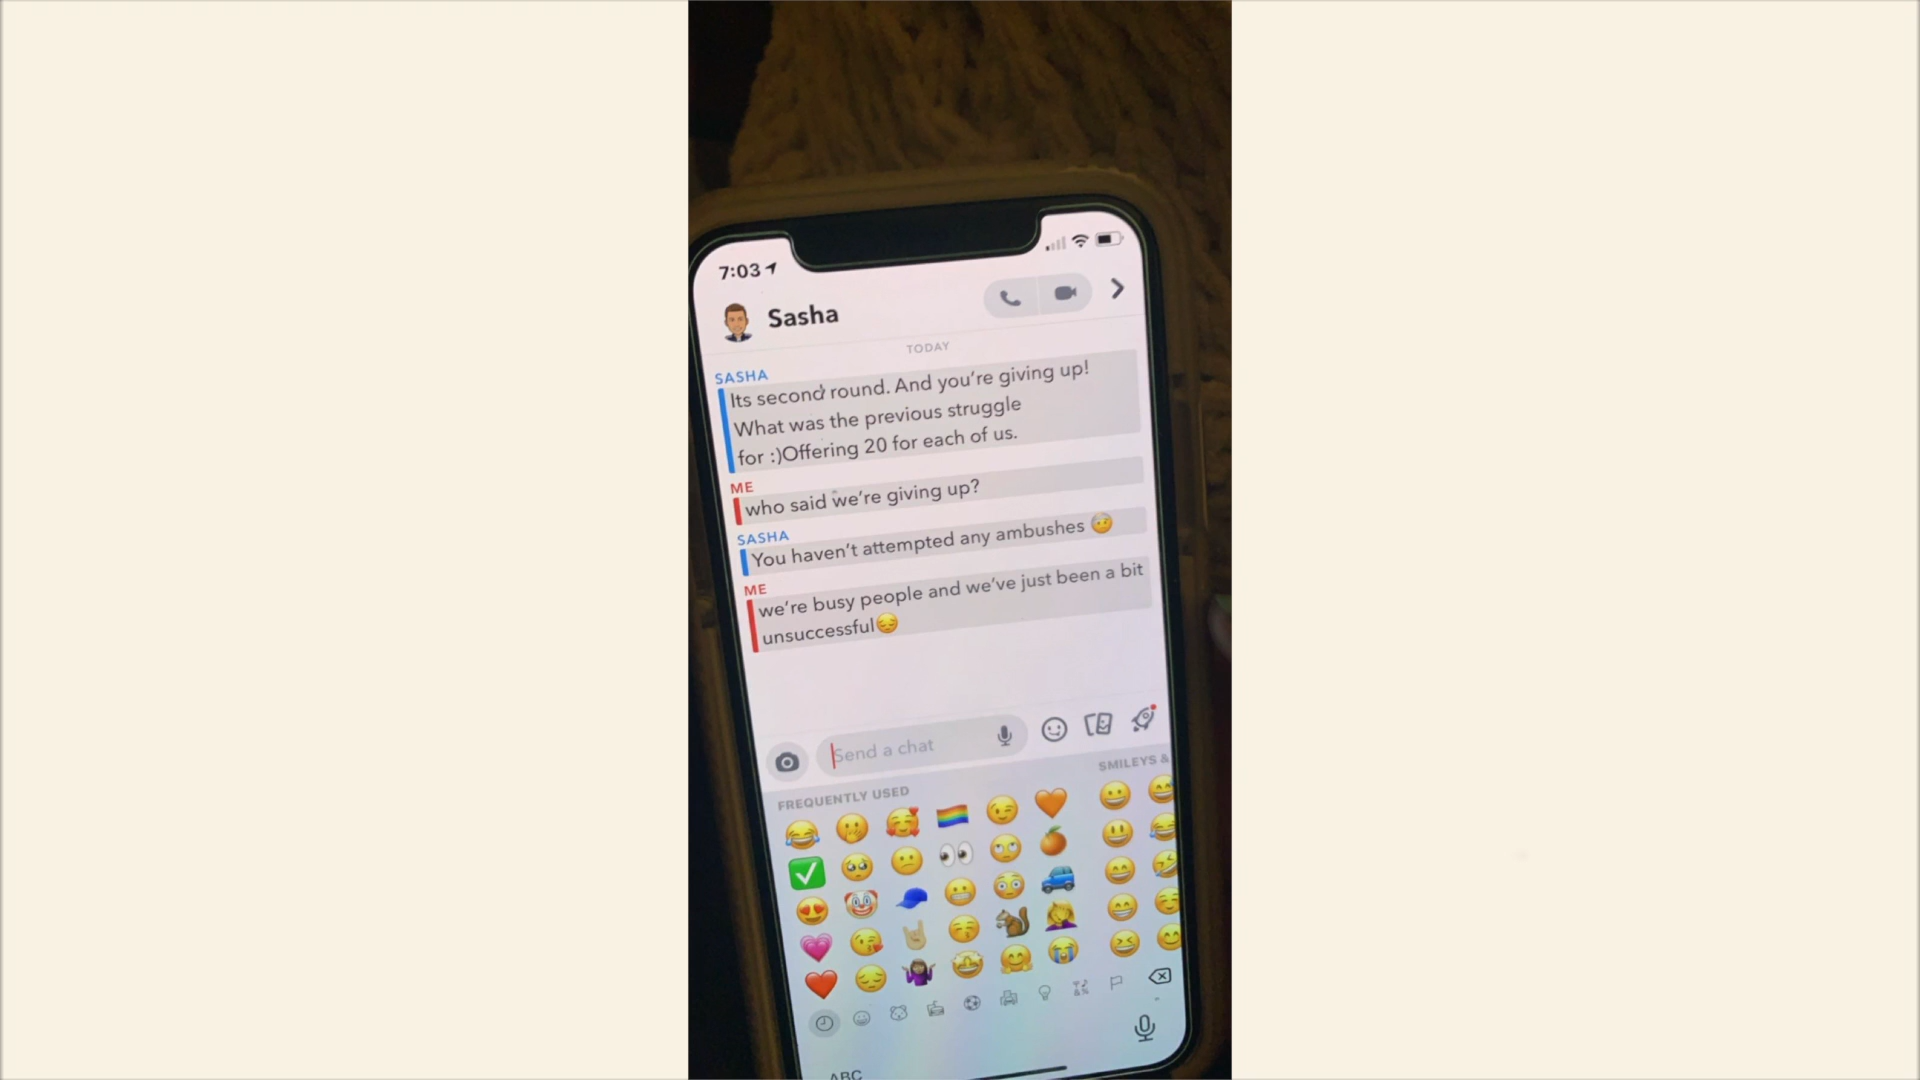 7:03
Sasha
TODAY
SASHA
Its second round. And you're giving up!
What was the previous struggle
for :)Offering 20 for each of us.
ME
who said we're giving up?
SASHA
You haven't attempted any ambushes 🤕
ME
we're busy people and we've just been a bit
unsuccessful😔
Send a chat
FREQUENTLY USED
SMILEYS &
ABC